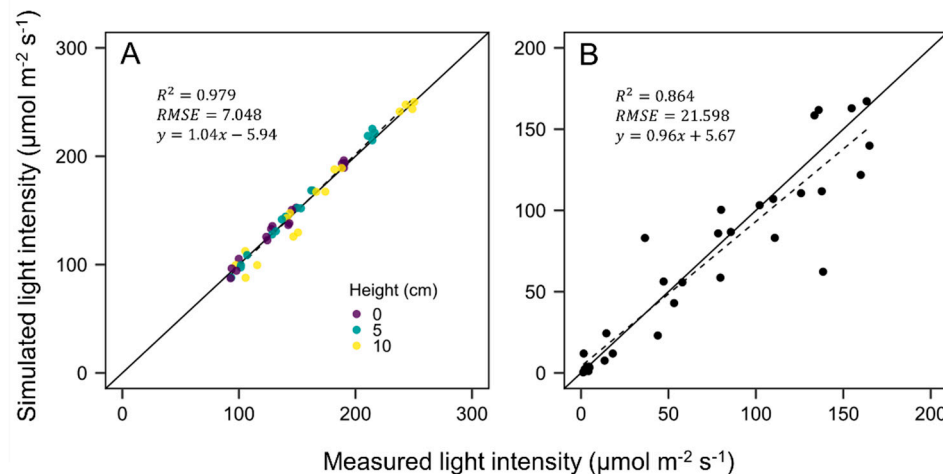 Simulated light intensity (µmol m⁻² s⁻¹)
A
300
200
100
0
R² = 0.979
RMSE = 7.048
y = 1.04x − 5.94
Height (cm)
0
5
10
0
100
200
300
B
200
150
100
50
0
R² = 0.864
RMSE = 21.598
y = 0.96x + 5.67
0
50
100
150
200
Measured light intensity (µmol m⁻² s⁻¹)